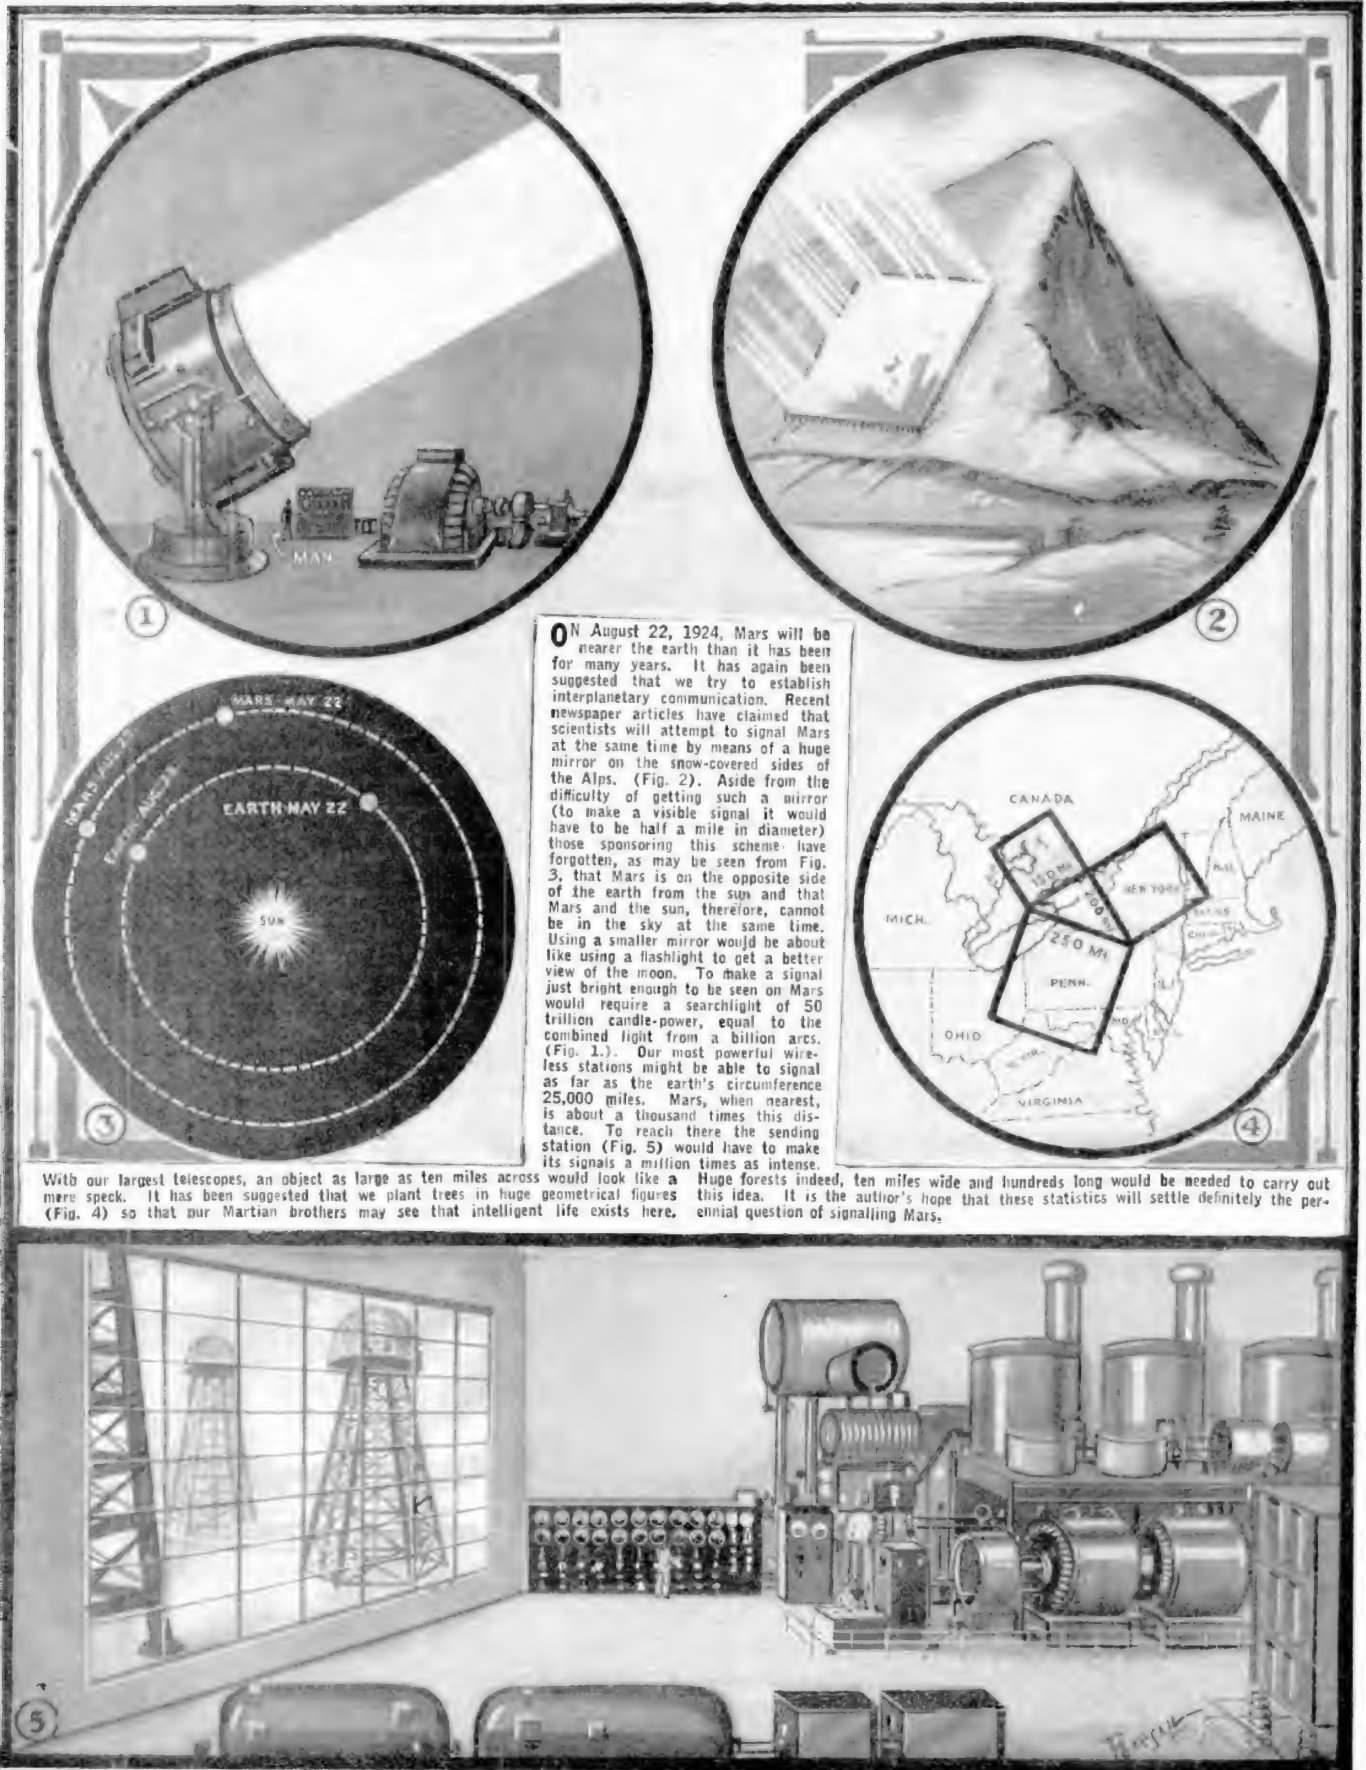 MAN
1
2
ON August 22, 1924, Mars will be
nearer the earth than it has been
for many years. It has again been
suggested that we try to establish
interplanetary communication. Recent
newspaper articles have claimed that
scientists will attempt to signal Mars
at the same time by means of a huge
mirror on the snow-covered sides of
the Alps. (Fig. 2). Aside from the
difficulty of getting such a mirror
(to make a visible signal it would
have to be half a mile in diameter)
those sponsoring this scheme have
forgotten, as may be seen from Fig.
3, that Mars is on the opposite side
of the earth from the sun and that
Mars and the sun, therefore, cannot
be in the sky at the same time.
Using a smaller mirror would be about
like using a flashlight to get a better
view of the moon. To make a signal
just bright enough to be seen on Mars
would require a searchlight of 50
trillion candle-power, equal to the
combined light from a billion arcs.
(Fig. 1.). Our most powerful wire-
less stations might be able to signal
as far as the earth's circumference
25,000 miles. Mars, when nearest,
is about a thousand times this dis-
tance. To reach there the sending
station (Fig. 5) would have to make
its signals a million times as intense.
MARS MAY 22
MARS AUG. 22
EARTH AUG. 22
EARTH MAY 22
SUN
3
CANADA
MAINE
150 MI.
NEW YORK
200 MI.
MICH.
250 MI.
PENN.
OHIO
MD.
VIRGINIA
4
With our largest telescopes, an object as large as ten miles across would look like a
mere speck. It has been suggested that we plant trees in huge geometrical figures
(Fig. 4) so that our Martian brothers may see that intelligent life exists here.
Huge forests indeed, ten miles wide and hundreds long would be needed to carry out
this idea. It is the author's hope that these statistics will settle definitely the per-
ennial question of signalling Mars.
5